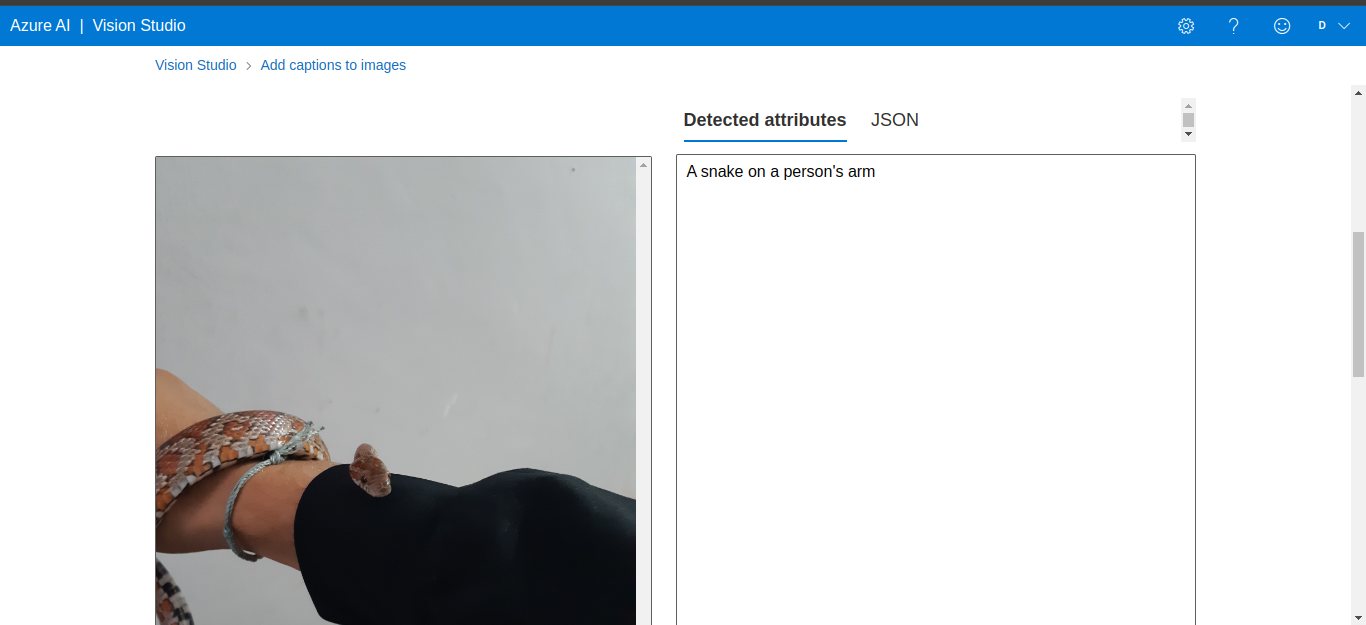 Azure AI | Vision Studio
D
Vision Studio > Add captions to images
Detected attributes JSON
A snake on a person's arm